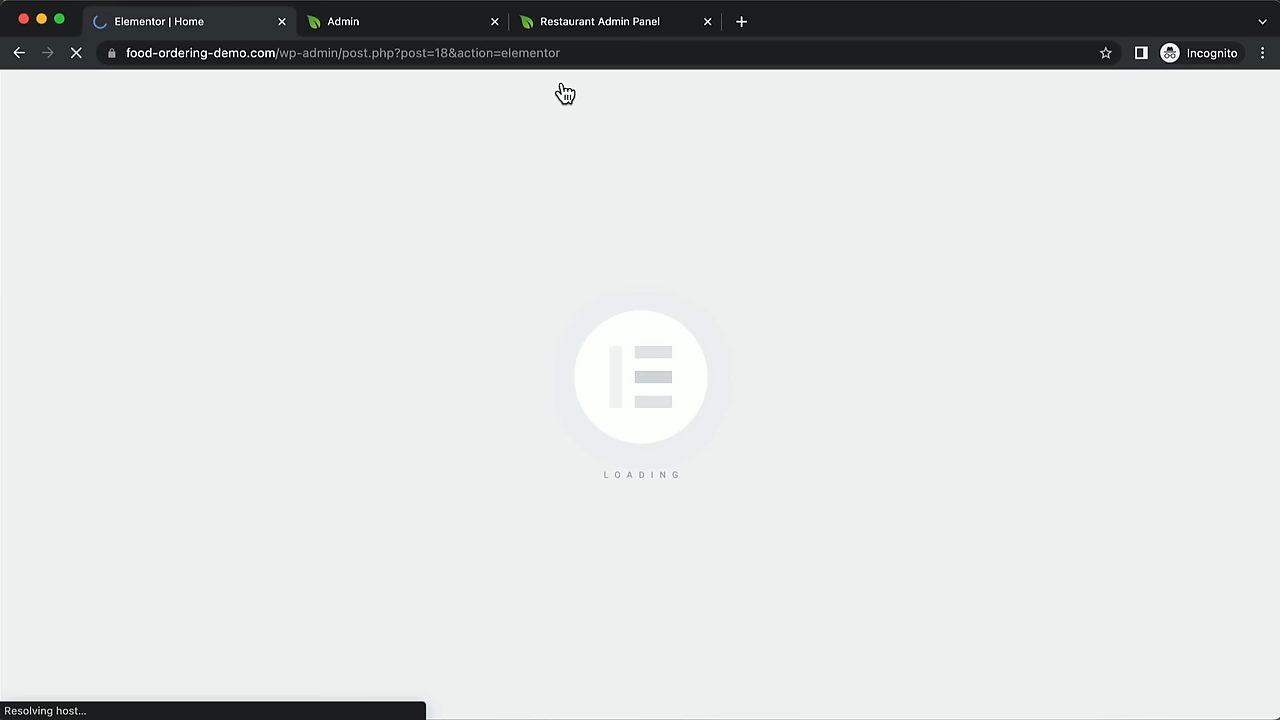 Elementor | Home
Admin
Restaurant Admin Panel
food-ordering-demo.com/wp-admin/post.php?post=18&action=elementor
Incognito
LOADING
Resolving host...